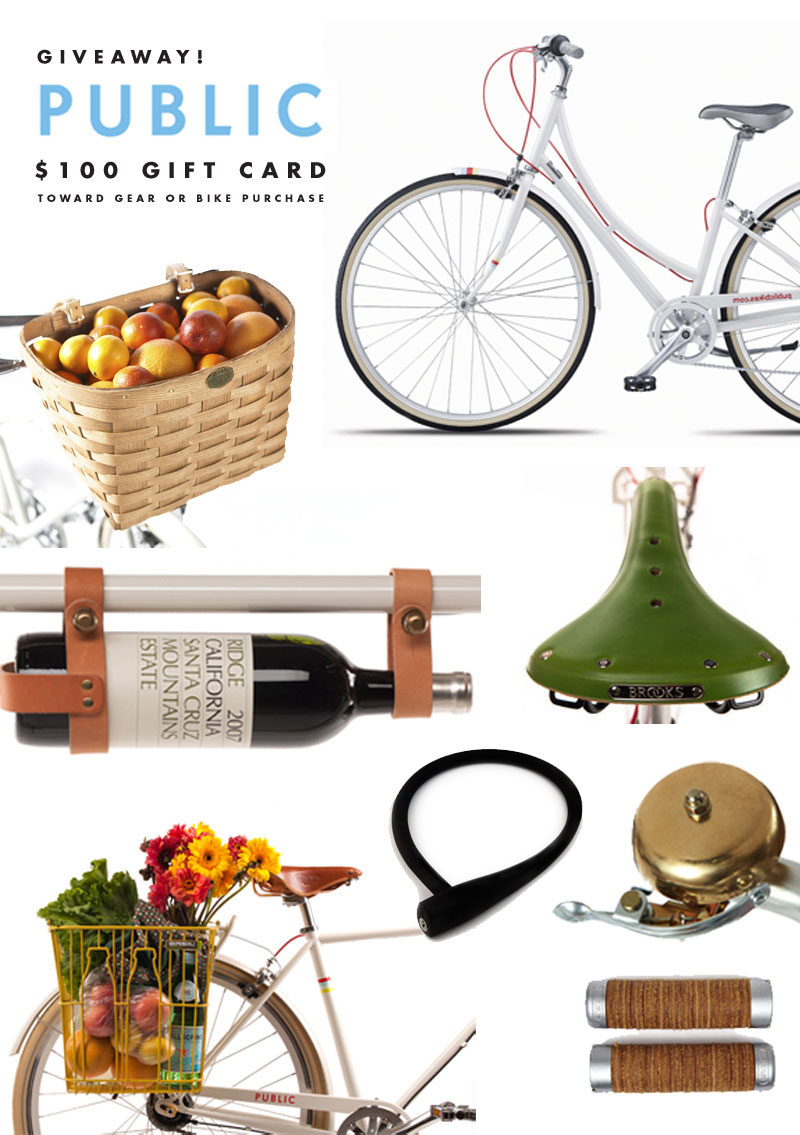 GIVEAWAY!
PUBLIC
$100 GIFT CARD
TOWARD GEAR OR BIKE PURCHASE
publicbikes.com
RIDGE 2007
CALIFORNIA
SANTA CRUZ
MOUNTAINS
ESTATE
BROOKS
PUBLIC